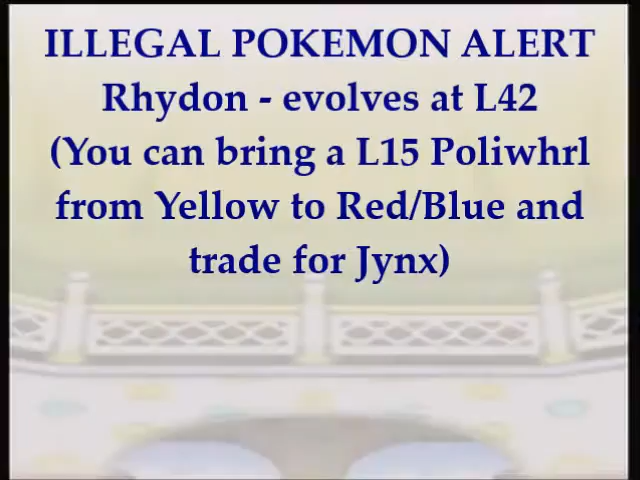 ILLEGAL POKEMON ALERT
Rhydon - evolves at L42
(You can bring a L15 Poliwhrl
from Yellow to Red/Blue and
trade for Jynx)